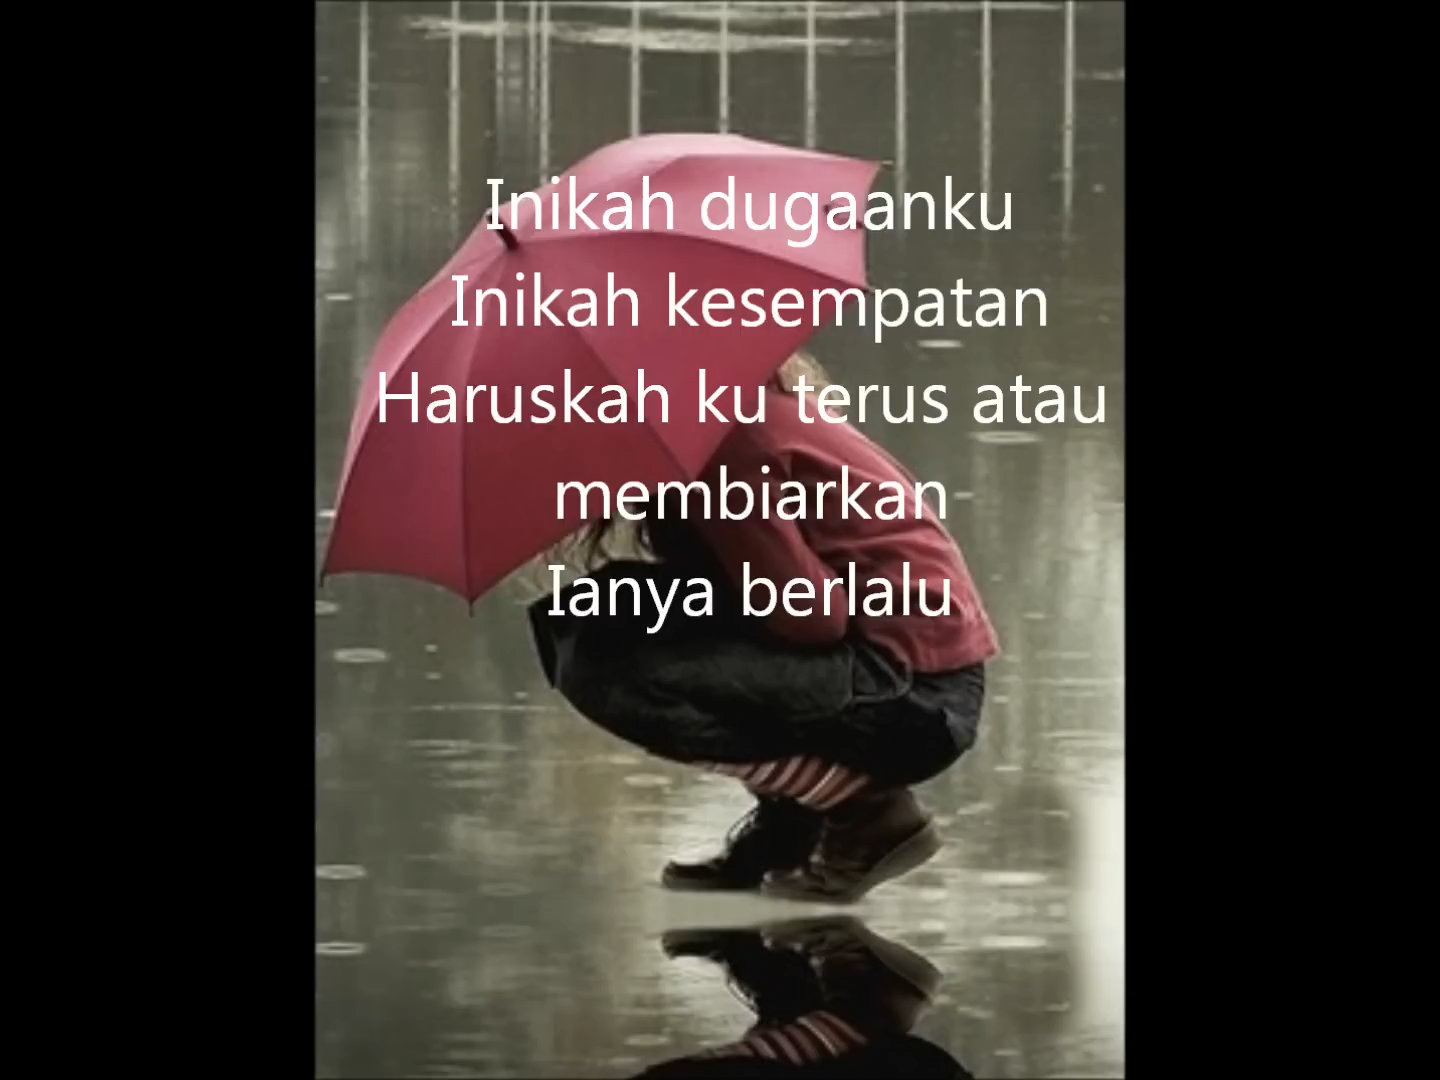 Inikah dugaanku
Inikah kesempatan
Haruskah ku terus atau
membiarkan
Ianya berlalu